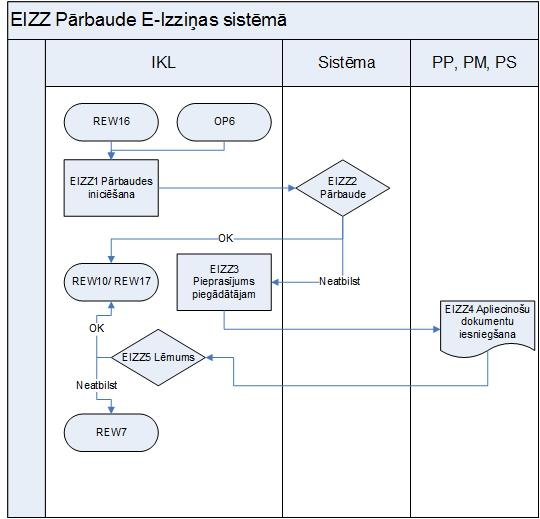 EIZZ Pārbaude E-Izziņas sistēmā
IKL
Sistēma
PP, PM, PS
REW16
OP6
EIZZ1 Pārbaudes
iniciēšana
EIZZ2
Pārbaude
OK
REW10/ REW17
EIZZ3
Pieprasījums
piegādātājam
Neatbilst
EIZZ4 Apliecinošu
dokumentu
iesniegšana
OK
EIZZ5 Lēmums
Neatbilst
REW7